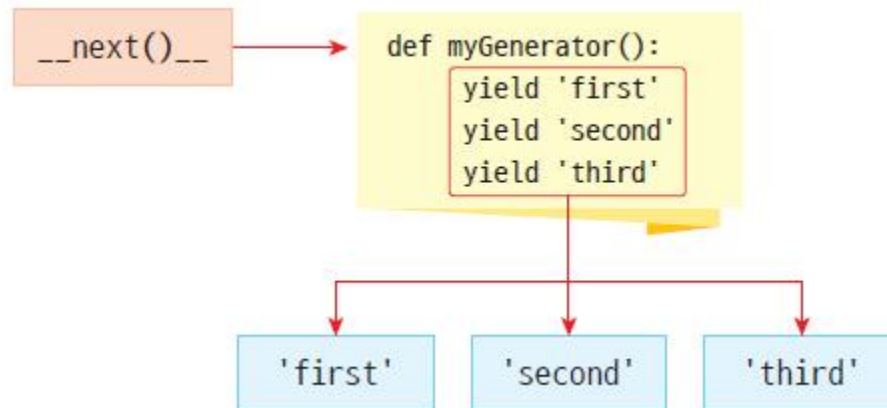 __next()__
def myGenerator():
yield 'first'
yield 'second'
yield 'third'
'first'
'second'
'third'